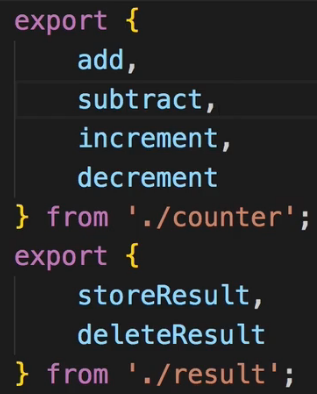 export {
    add,
    subtract,
    increment,
    decrement
} from './counter';
export {
    storeResult,
    deleteResult
} from './result';